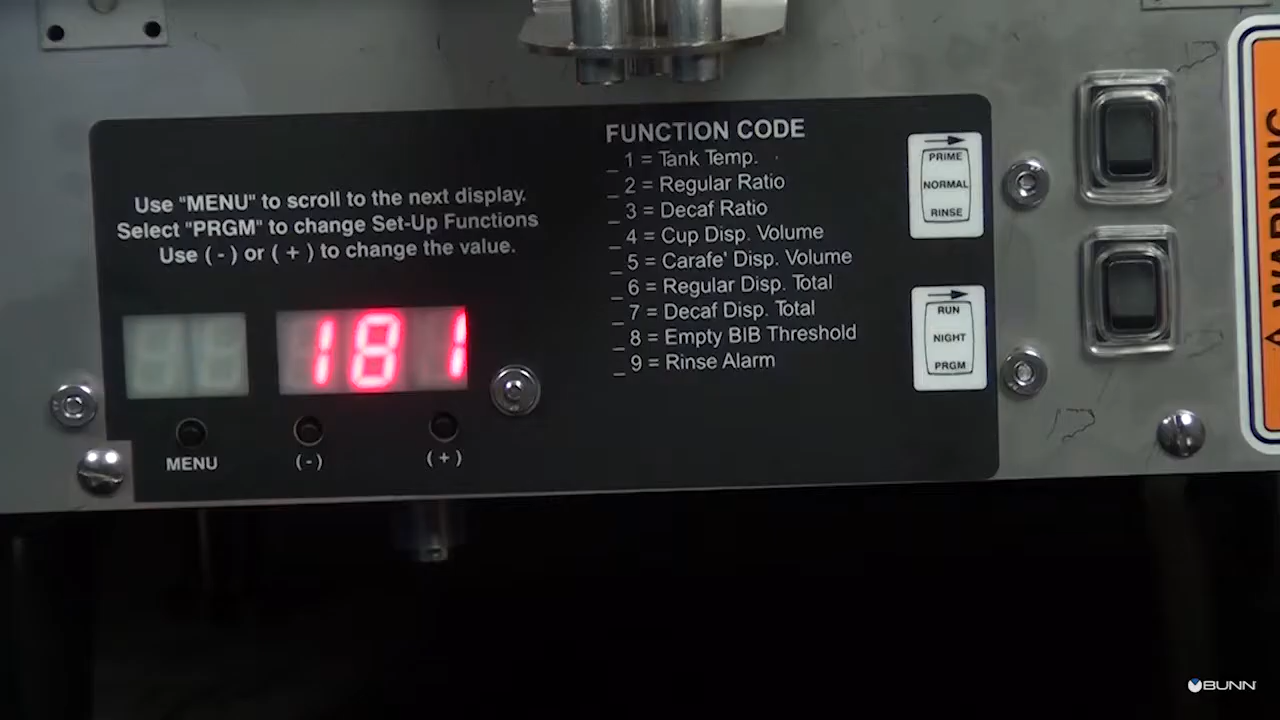 Use "MENU" to scroll to the next display.
Select "PRGM" to change Set-Up Functions
Use ( - ) or ( + ) to change the value.
181
MENU
( - )
( + )
FUNCTION CODE
_ 1 = Tank Temp.
_ 2 = Regular Ratio
_ 3 = Decaf Ratio
_ 4 = Cup Disp. Volume
_ 5 = Carafe' Disp. Volume
_ 6 = Regular Disp. Total
_ 7 = Decaf Disp. Total
_ 8 = Empty BIB Threshold
_ 9 = Rinse Alarm
PRIME
NORMAL
RINSE
RUN
NIGHT
PRGM
WARNING
BUNN